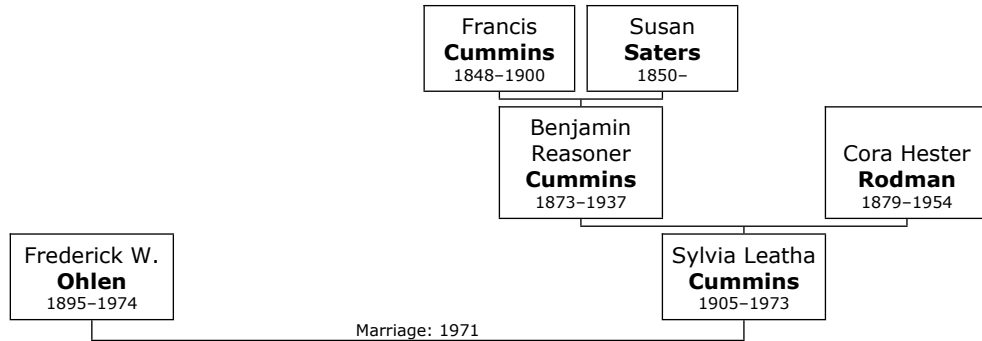 Francis
Cummins
1848–1900
Susan
Saters
1850–
Benjamin
Reasoner
Cummins
1873–1937
Cora Hester
Rodman
1879–1954
Frederick W.
Ohlen
1895–1974
Sylvia Leatha
Cummins
1905–1973
Marriage: 1971